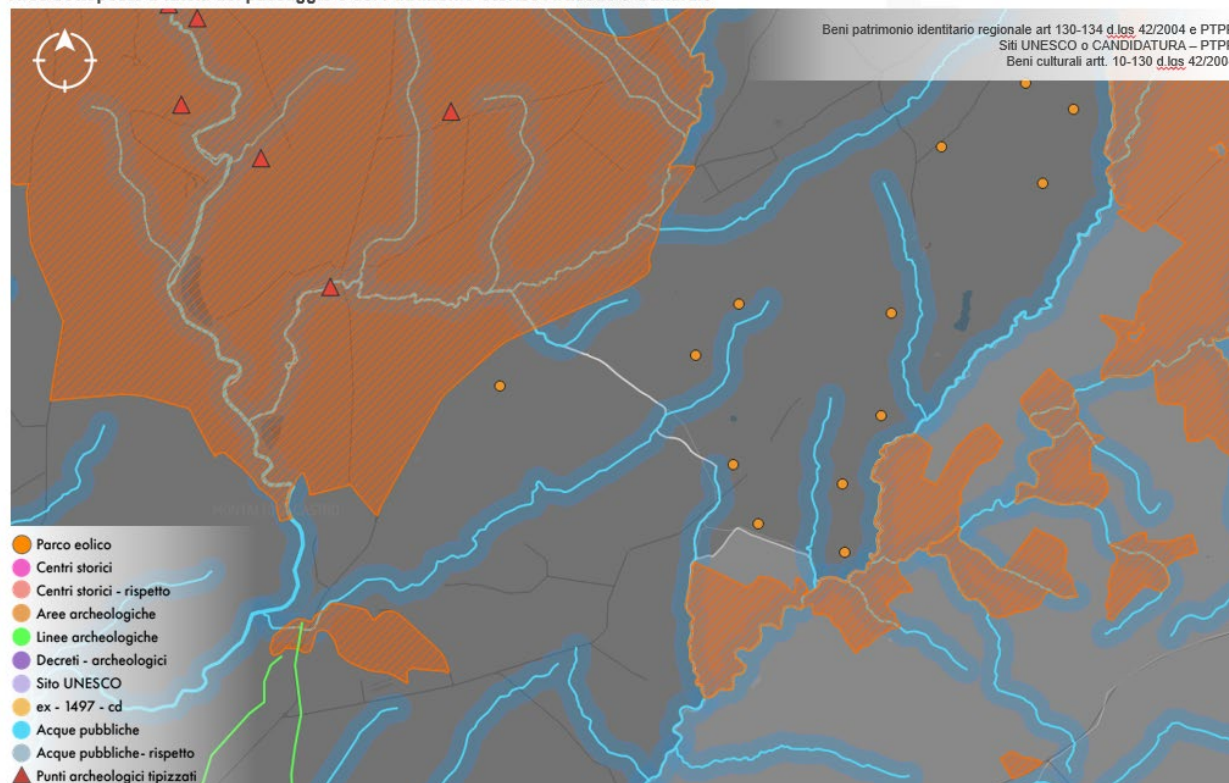 Beni patrimonio identitario regionale art 130-134 d.lgs 42/2004 e PTP
Siti UNESCO o CANDIDATURA – PTP
Beni culturali artt. 10-130 d.lgs 42/200
Parco eolico
Centri storici
Centri storici - rispetto
Aree archeologiche
Linee archeologiche
Decreti - archeologici
Sito UNESCO
ex - 1497 - cd
Acque pubbliche
Acque pubbliche- rispetto
Punti archeologici tipizzati